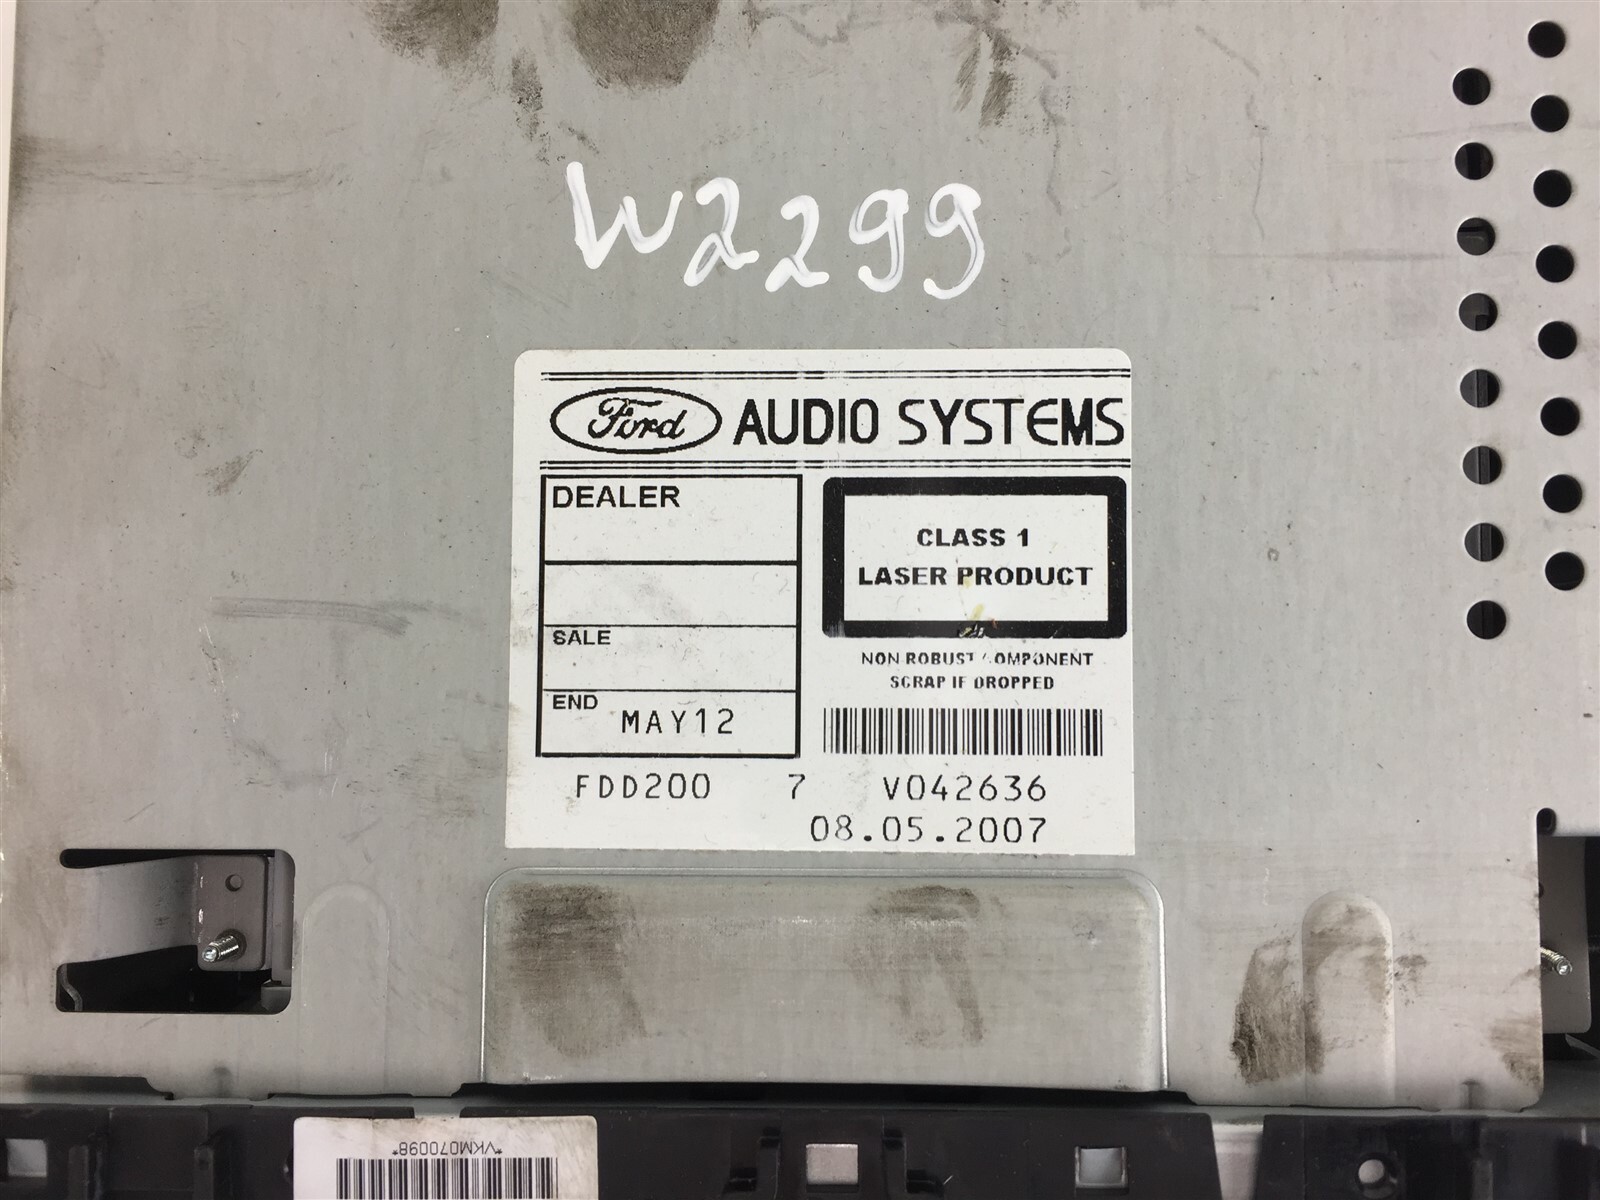 W2299
Ford AUDIO SYSTEMS
DEALER
SALE
END MAY12
CLASS 1
LASER PRODUCT
NON ROBUST COMPONENT
SCRAP IF DROPPED
FDD200 7 V042636
08.05.2007
*VKM070098*